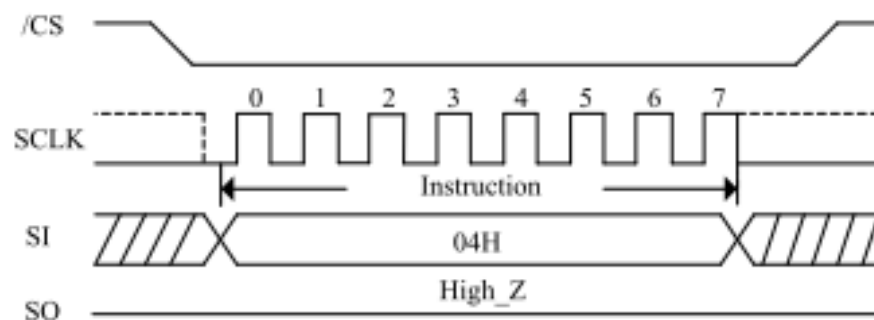 /CS
0 1 2 3 4 5 6 7
SCLK
Instruction
SI
04H
High_Z
SO